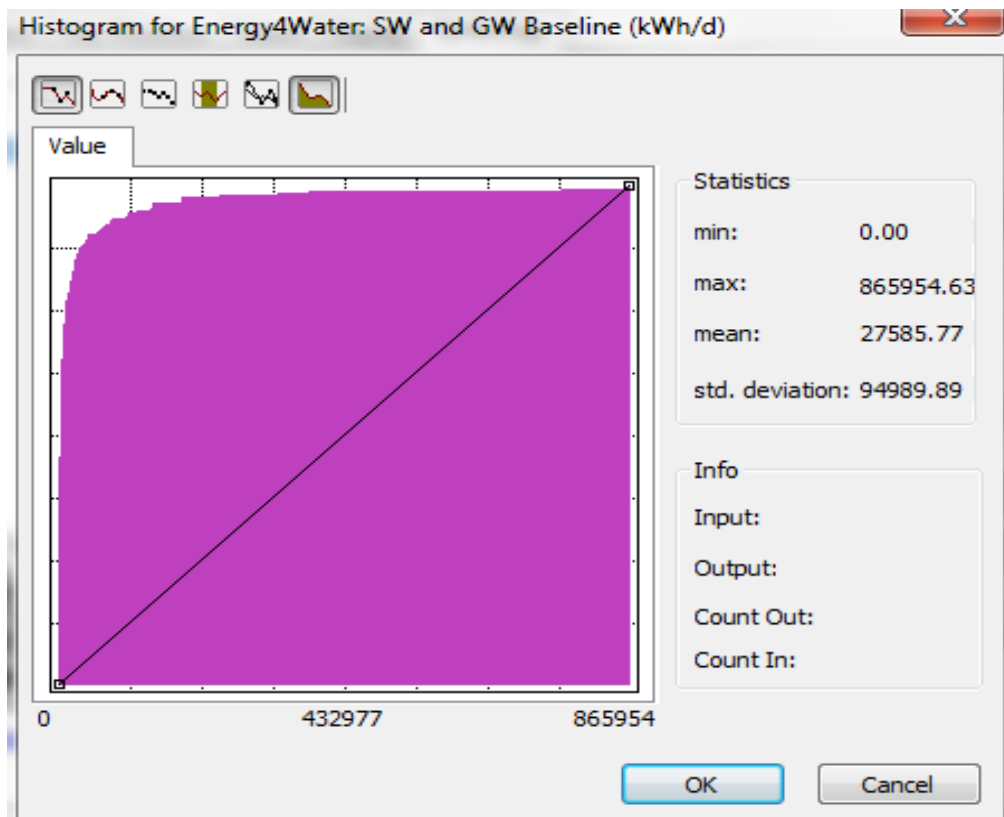 Histogram for Energy4Water: SW and GW Baseline (kWh/d)
Value
Statistics
min: 0.00
max: 865954.63
mean: 27585.77
std. deviation: 94989.89
Info
Input:
Output:
Count Out:
Count In:
0 432977 865954
OK Cancel